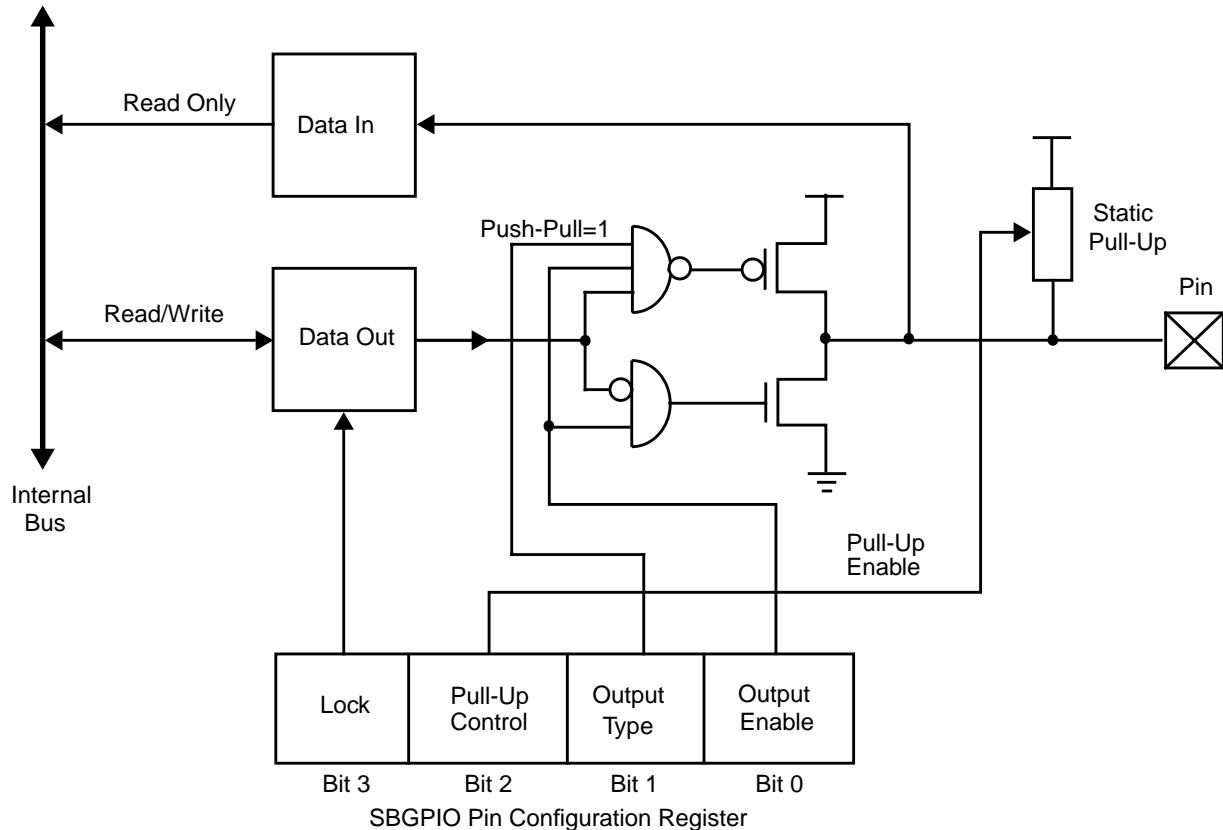 Read Only
Data In
Push-Pull=1
Static
Pull-Up
Pin
Read/Write
Data Out
Internal
Bus
Pull-Up
Enable
Lock
Pull-Up
Control
Output
Type
Output
Enable
Bit 3
Bit 2
Bit 1
Bit 0
SBGPIO Pin Configuration Register